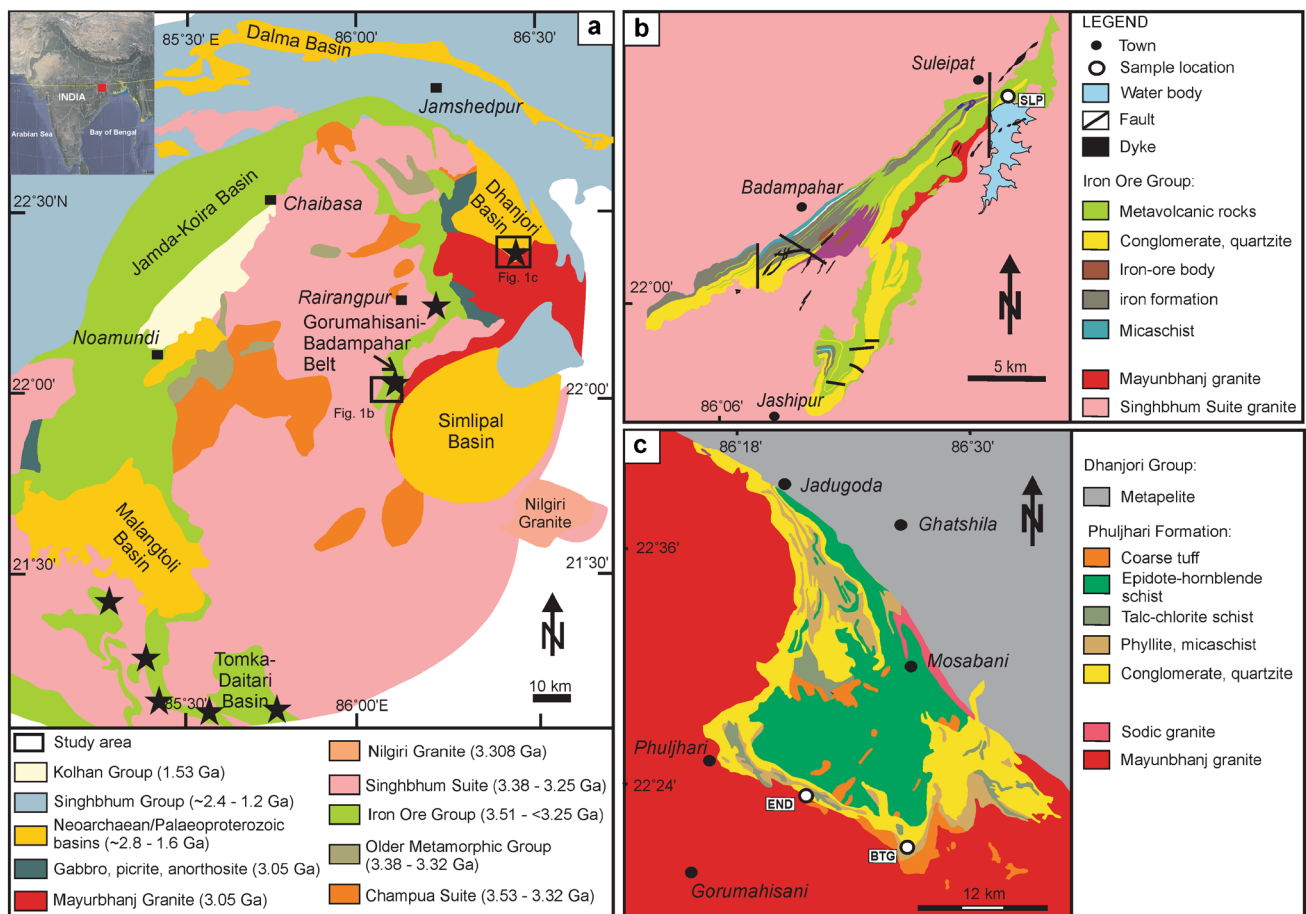 a
85°30' E
86°00'
86°30'
INDIA
Arabian Sea
Bay of Bengal
Dalma Basin
Jamshedpur
22°30'N
Jamda-Koira Basin
Chaibasa
Dhanjori
Basin
Fig. 1c
Rairangpur
Gorumahisani-
Badampahar
Belt
Noamundi
22°00'
22°00'
Fig. 1b
Simlipal
Basin
Nilgiri
Granite
Malangtoli
Basin
21°30'
21°30'
N
Tomka-
Daitari
Basin
85°30'
86°00'E
10 km
Study area
Kolhan Group (1.53 Ga)
Singhbhum Group (~2.4 - 1.2 Ga)
Neoarchaean/Palaeoproterozoic
basins (~2.8 - 1.6 Ga)
Gabbro, picrite, anorthosite (3.05 Ga)
Mayurbhanj Granite (3.05 Ga)
Nilgiri Granite (3.308 Ga)
Singhbhum Suite (3.38 - 3.25 Ga)
Iron Ore Group (3.51 - <3.25 Ga)
Older Metamorphic Group
(3.38 - 3.32 Ga)
Champua Suite (3.53 - 3.32 Ga)
b
Suleipat
SLP
Badampahar
22°00'
N
5 km
86°06'
Jashipur
LEGEND
Town
Sample location
Water body
Fault
Dyke
Iron Ore Group:
Metavolcanic rocks
Conglomerate, quartzite
Iron-ore body
iron formation
Micaschist
Mayunbhanj granite
Singhbhum Suite granite
c
86°18'
86°30'
Jadugoda
Ghatshila
N
22°36'
Mosabani
Phuljhari
22°24'
END
BTG
Gorumahisani
12 km
Dhanjori Group:
Metapelite
Phuljhari Formation:
Coarse tuff
Epidote-hornblende
schist
Talc-chlorite schist
Phyllite, micaschist
Conglomerate, quartzite
Sodic granite
Mayunbhanj granite